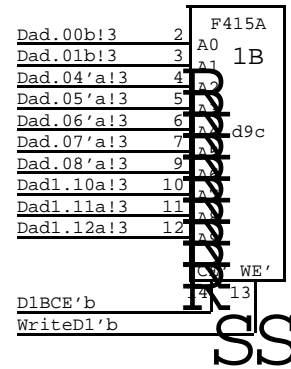 F415A
Dad.00b!3 2 A0 1B
Dad.01b!3 3 A1
Dad.04'a!3 4
Dad.05'a!3 5
Dad.06'a!3 6 d9c
Dad.07'a!3 7
Dad.08'a!3 9
Dad1.10a!3 10
Dad1.11a!3 11
Dad1.12a!3 12
WE'
14 13
D1BCE'b
WriteD1'b
SS